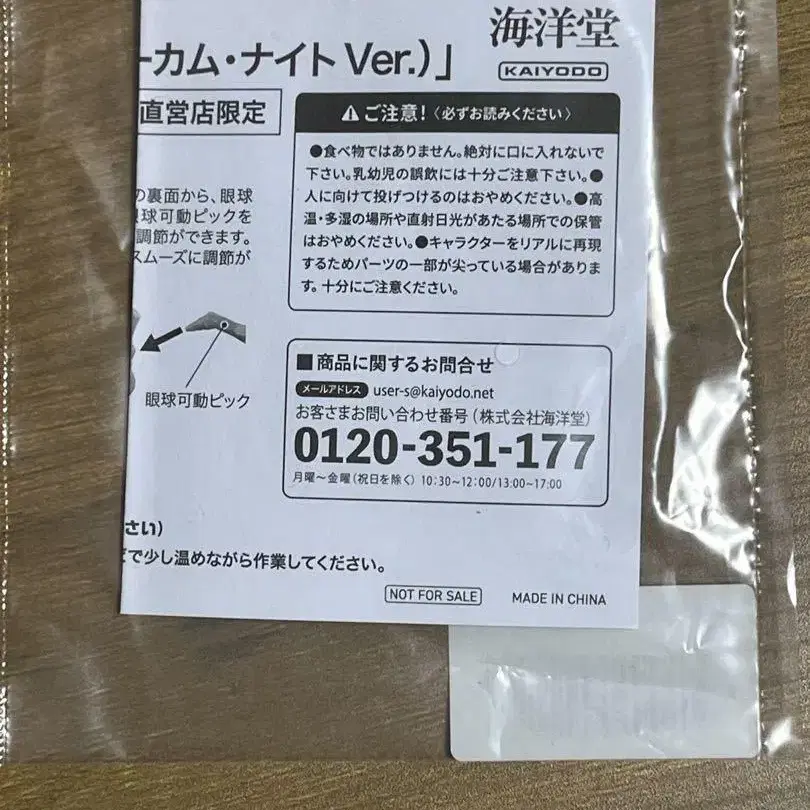 海洋堂
KAIYODO
ーカム・ナイト Ver.)」
直営店限定
⚠ご注意!〈必ずお読みください〉
●食べ物ではありません。絶対に口に入れないで
下さい。乳幼児の誤飲には十分ご注意下さい。●
人に向けて投げつけるのはおやめください。●高
温・多湿の場所や直射日光があたる場所での保管
はおやめください。●キャラクターをリアルに再現
するためパーツの一部が尖っている場合がありま
す。十分にご注意ください。
の裏面から、眼球
球可動ピックを
調節ができます。
スムーズに調節が
眼球可動ピック
■商品に関するお問合せ
メールアドレス user-s@kaiyodo.net
お客さまお問い合わせ番号(株式会社海洋堂)
0120-351-177
月曜〜金曜(祝日を除く) 10:30~12:00/13:00~17:00
さい)
で少し温めながら作業してください。
NOT FOR SALE MADE IN CHINA